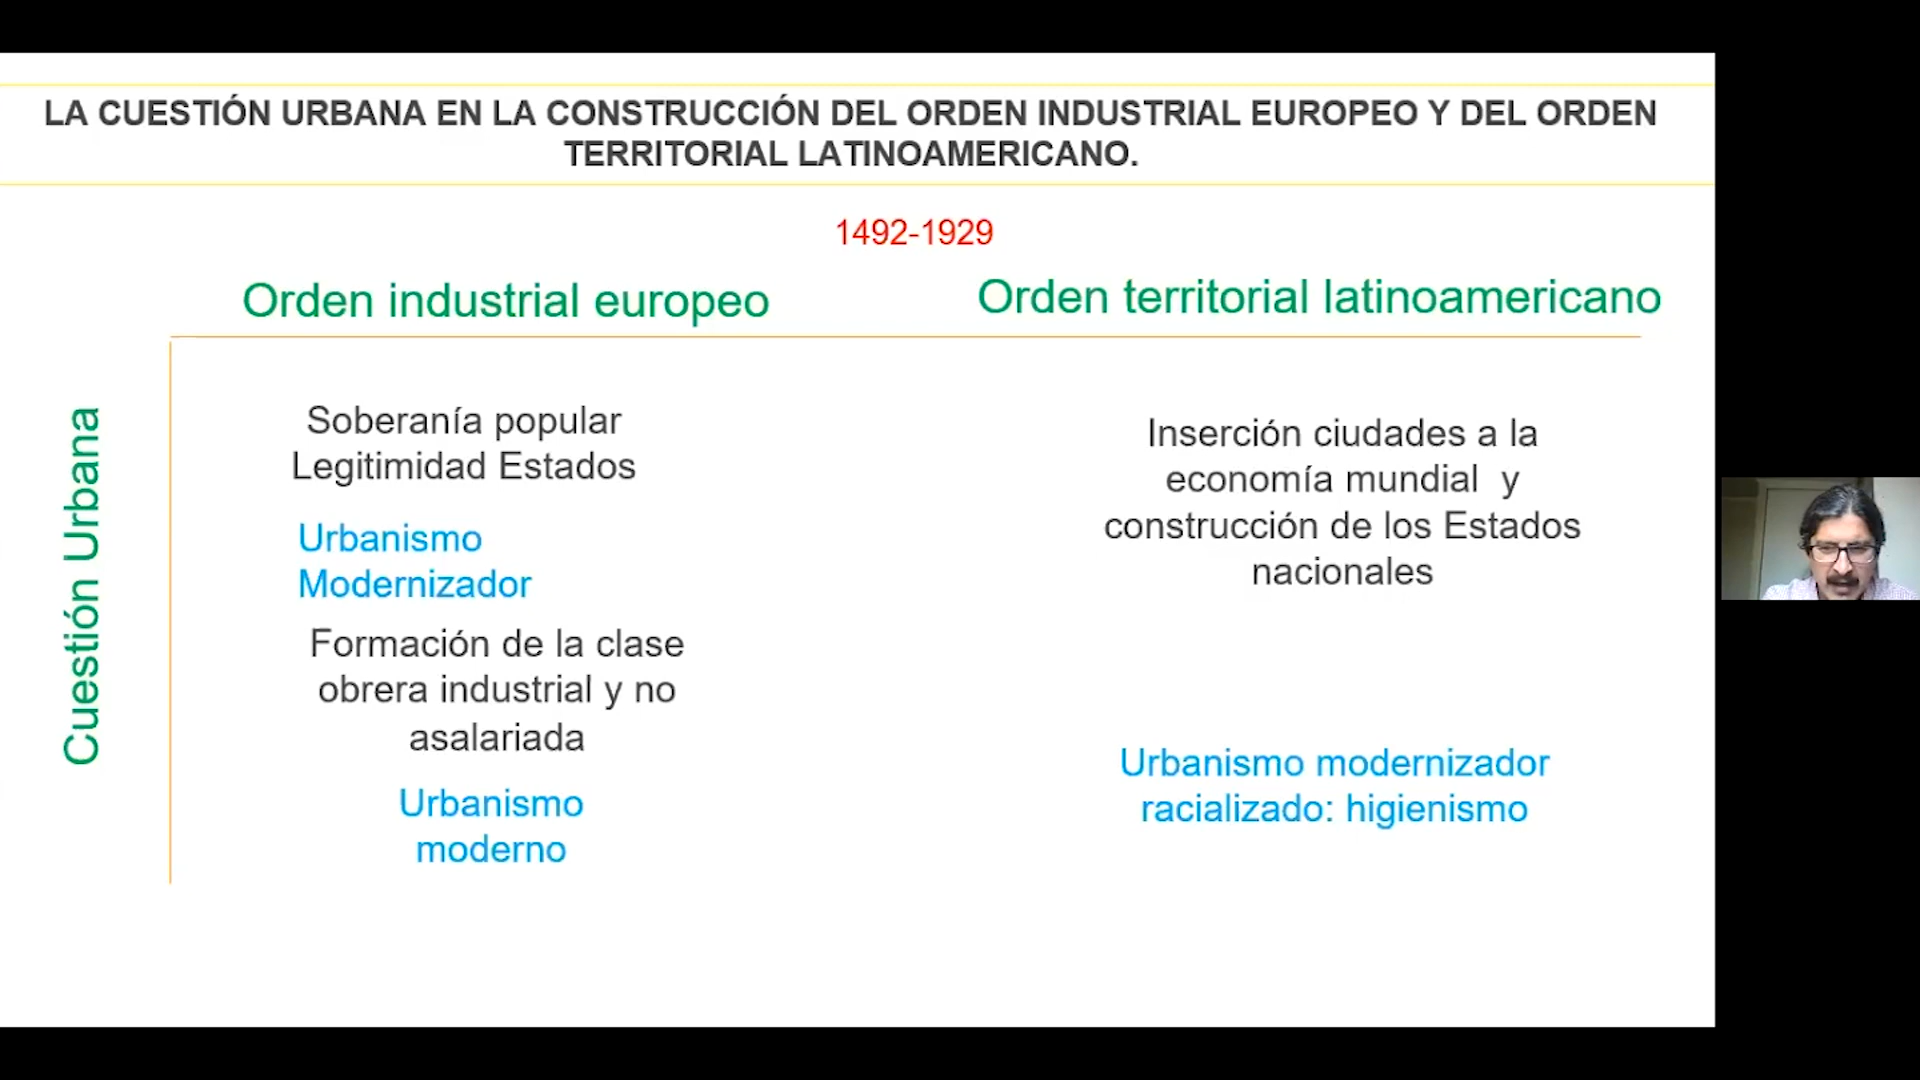 LA CUESTIÓN URBANA EN LA CONSTRUCCIÓN DEL ORDEN INDUSTRIAL EUROPEO Y DEL ORDEN
TERRITORIAL LATINOAMERICANO.
1492-1929
Orden industrial europeo
Orden territorial latinoamericano
Cuestión Urbana
Soberanía popular
Legitimidad Estados
Urbanismo
Modernizador
Formación de la clase
obrera industrial y no
asalariada
Urbanismo
moderno
Inserción ciudades a la
economía mundial  y
construcción de los Estados
nacionales
Urbanismo modernizador
racializado: higienismo